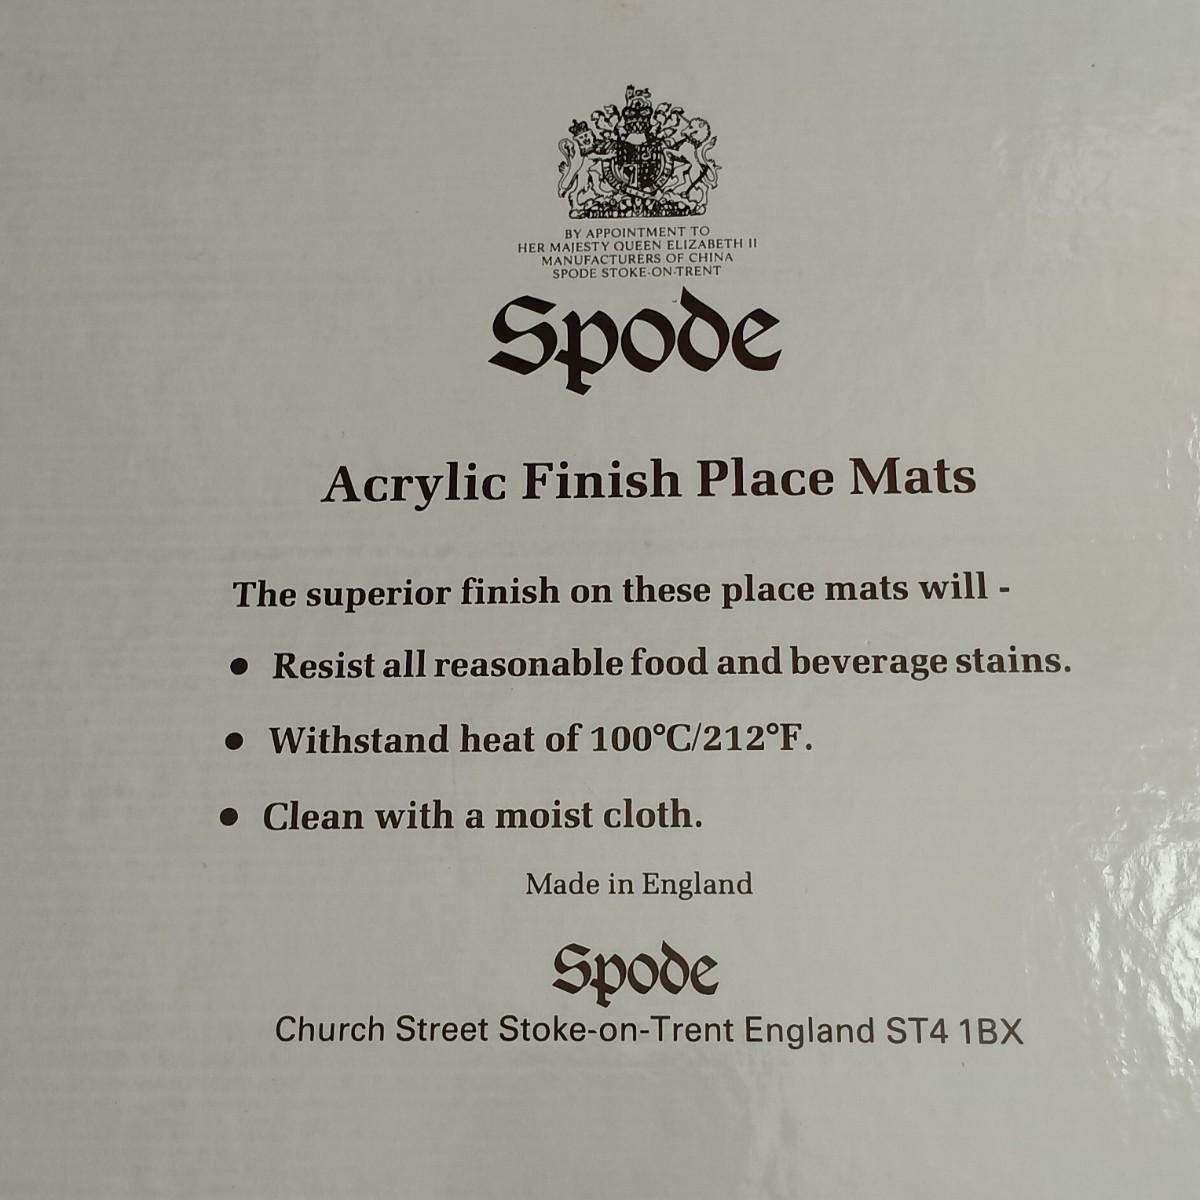 BY APPOINTMENT TO
HER MAJESTY QUEEN ELIZABETH II
MANUFACTURERS OF CHINA
SPODE STOKE-ON-TRENT
Spode
Acrylic Finish Place Mats
The superior finish on these place mats will -
● Resist all reasonable food and beverage stains.
● Withstand heat of 100°C/212°F.
● Clean with a moist cloth.
Made in England
Spode
Church Street Stoke-on-Trent England ST4 1BX